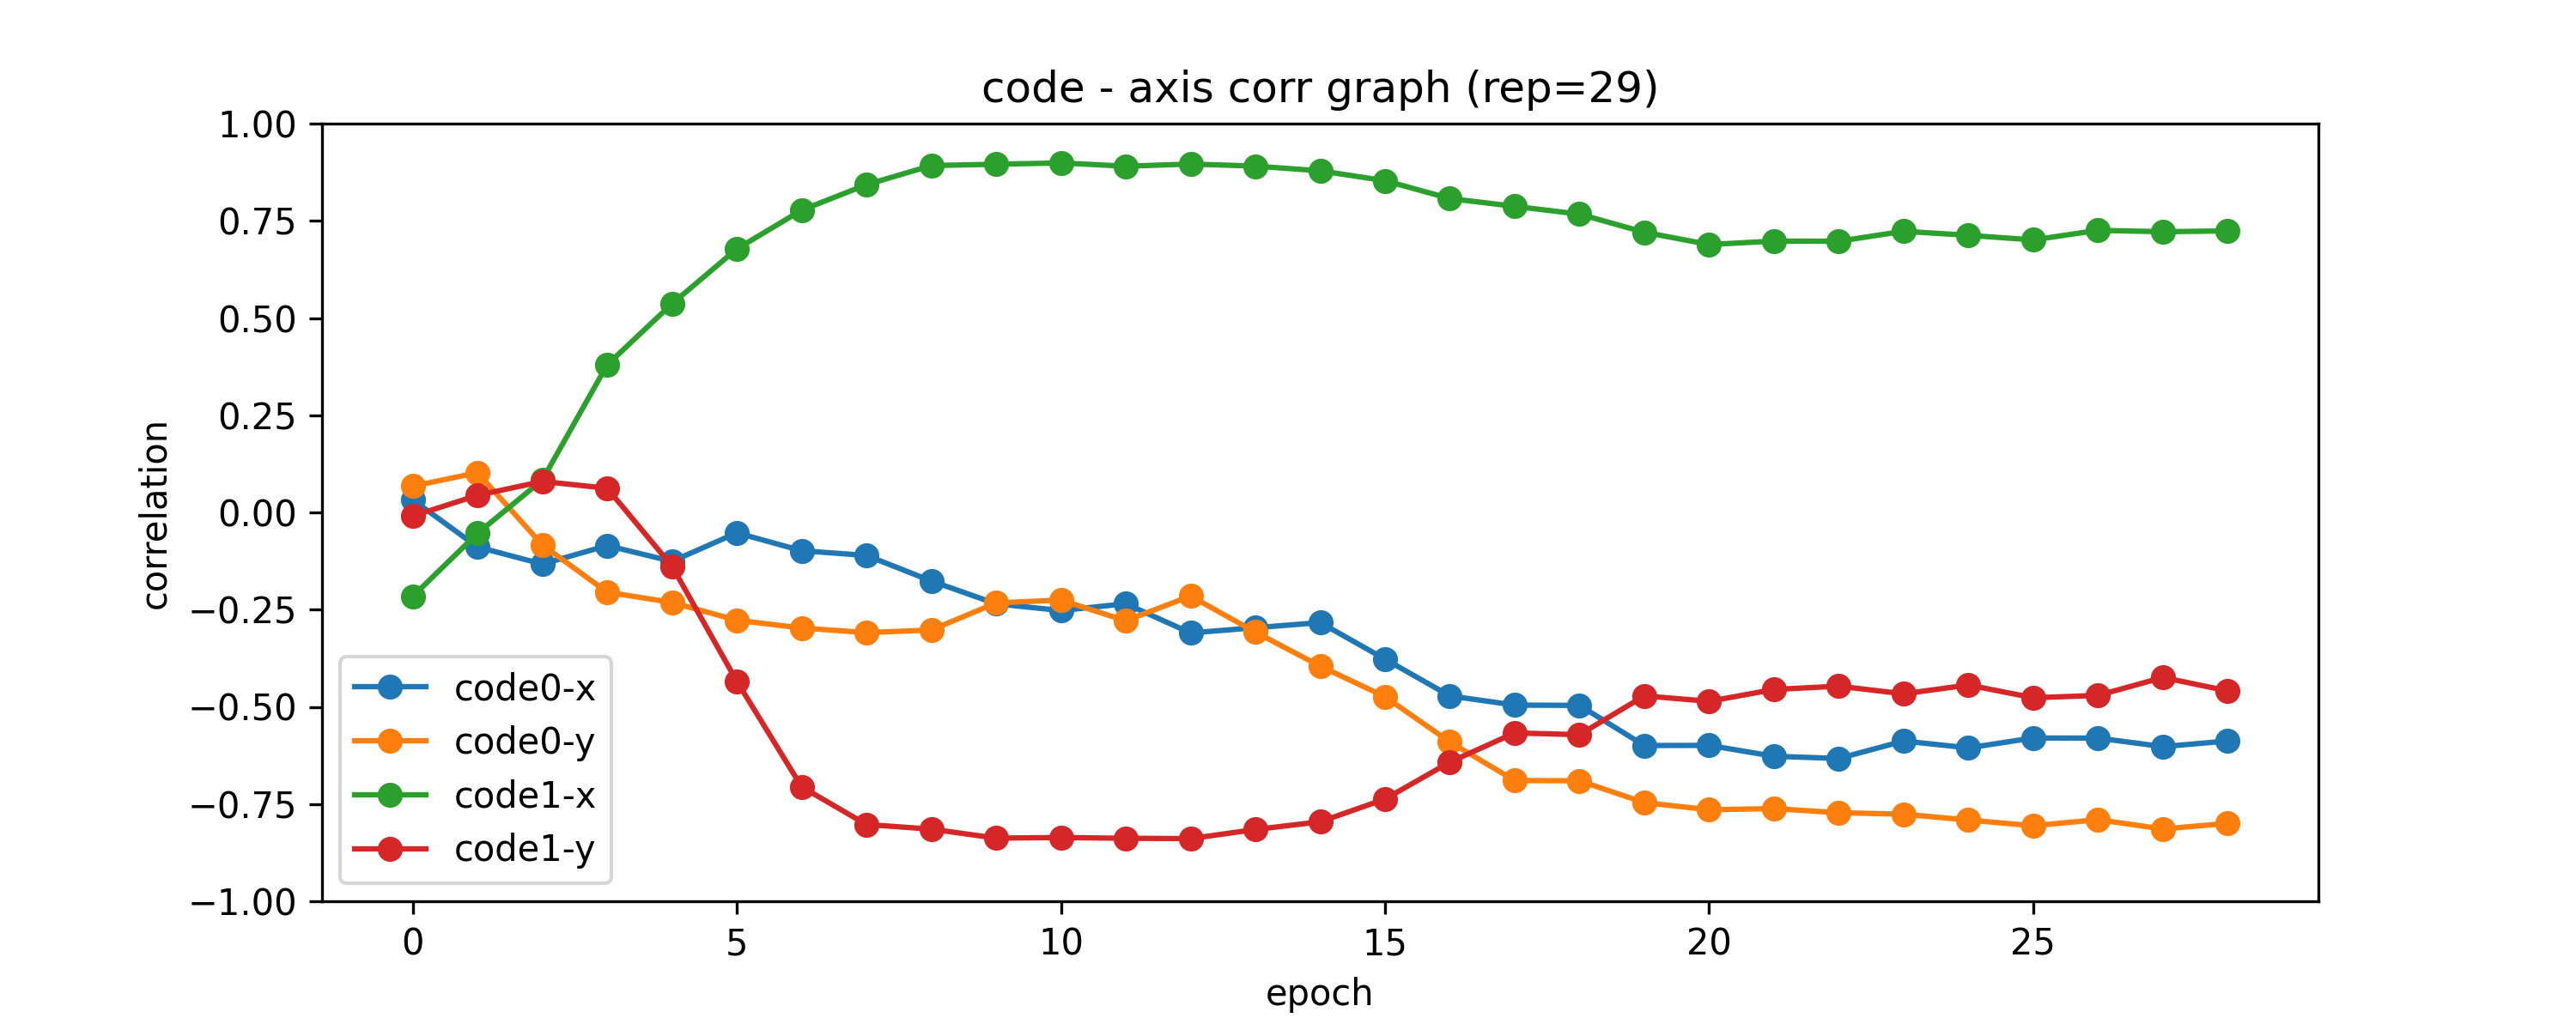 code - axis corr graph (rep=29)
1.00
0.75
0.50
0.25
0.00
−0.25
−0.50
−0.75
−1.00
correlation
code0-x
code0-y
code1-x
code1-y
0 5 10 15 20 25
epoch